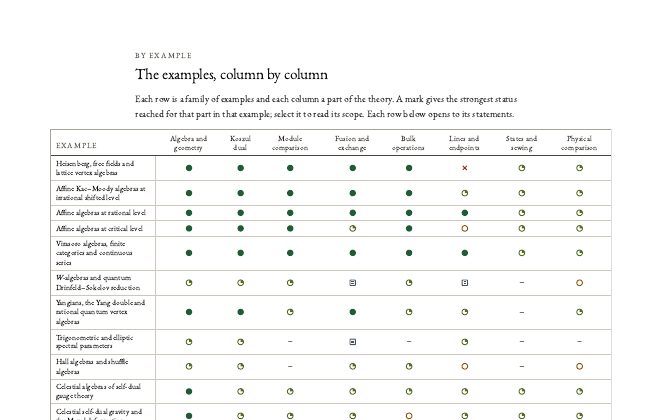 BY EXAMPLE
The examples, column by column
Each row is a family of examples and each column a part of the theory. A mark gives the strongest status
reached for that part in that example; select it to read its scope. Each row below opens to its statements.
EXAMPLE
Algebra and
geometry
Koszul
dual
Module
comparison
Fusion and
exchange
Bulk
operations
Lines and
endpoints
States and
sewing
Physical
comparison
Heisenberg, free fields and
lattice vertex algebras
Affine Kac–Moody algebras at
irrational shifted level
Affine algebras at rational level
Affine algebras at critical level
Virasoro algebras, finite
categories and continuous
series
W-algebras and quantum
Drinfeld–Sokolov reduction
Yangians, the Yang double and
rational quantum vertex
algebras
Trigonometric and elliptic
spectral parameters
Hall algebras and shuffle
algebras
Celestial algebras of self-dual
gauge theory
Celestial self-dual gravity and